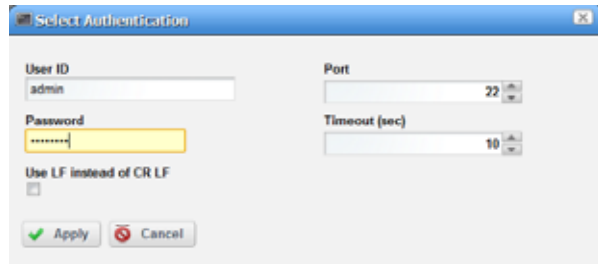 Select Authentication
User ID
admin
Port
22
Password
••••••••
Timeout (sec)
10
Use LF instead of CR LF
Apply
Cancel